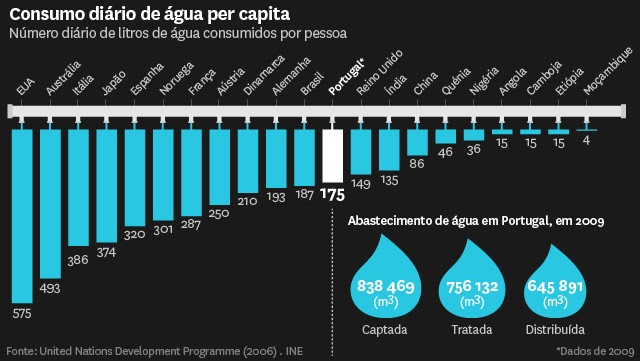 Consumo diário de água per capita
Número diário de litros de água consumidos por pessoa
EUA
Austrália
Itália
Japão
Espanha
Noruega
França
Aústria
Dinamarca
Alemanha
Brasil
Portugal*
Reino Unido
Índia
China
Quénia
Nigéria
Angola
Camboja
Etiópia
Moçambique
575
493
386
374
320
301
287
250
210
193
187
175
149
135
86
46
36
15
15
15
4
Abastecimento de água em Portugal, em 2009
838 469
(m³)
Captada
756 132
(m³)
Tratada
645 891
(m³)
Distribuída
Fonte: United Nations Development Programme (2006) . INE
*Dados de 2009